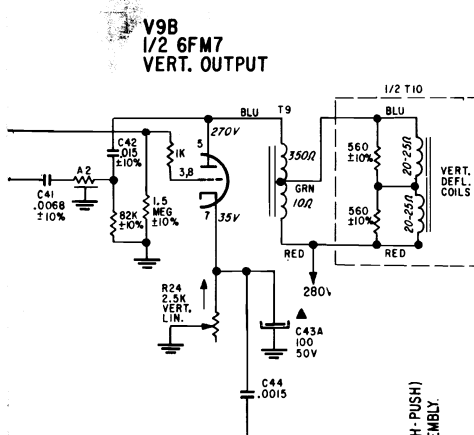 V9B
1/2 6FM7
VERT. OUTPUT
1/2 T10
BLU
T9
BLU
270V
5
C42
.015
±10%
1K
350Ω
560
±10%
20-25Ω
VERT.
DEFL.
COILS
A2
3,8
GRN
10Ω
C41
.0068
±10%
82K
±10%
1.5
MEG
±10%
7
35V
560
±10%
20-25Ω
RED
RED
R24
2.5K
VERT.
LIN.
280V
C43A
100
50V
C44
.0015
H-PUSH)
EMBLY.